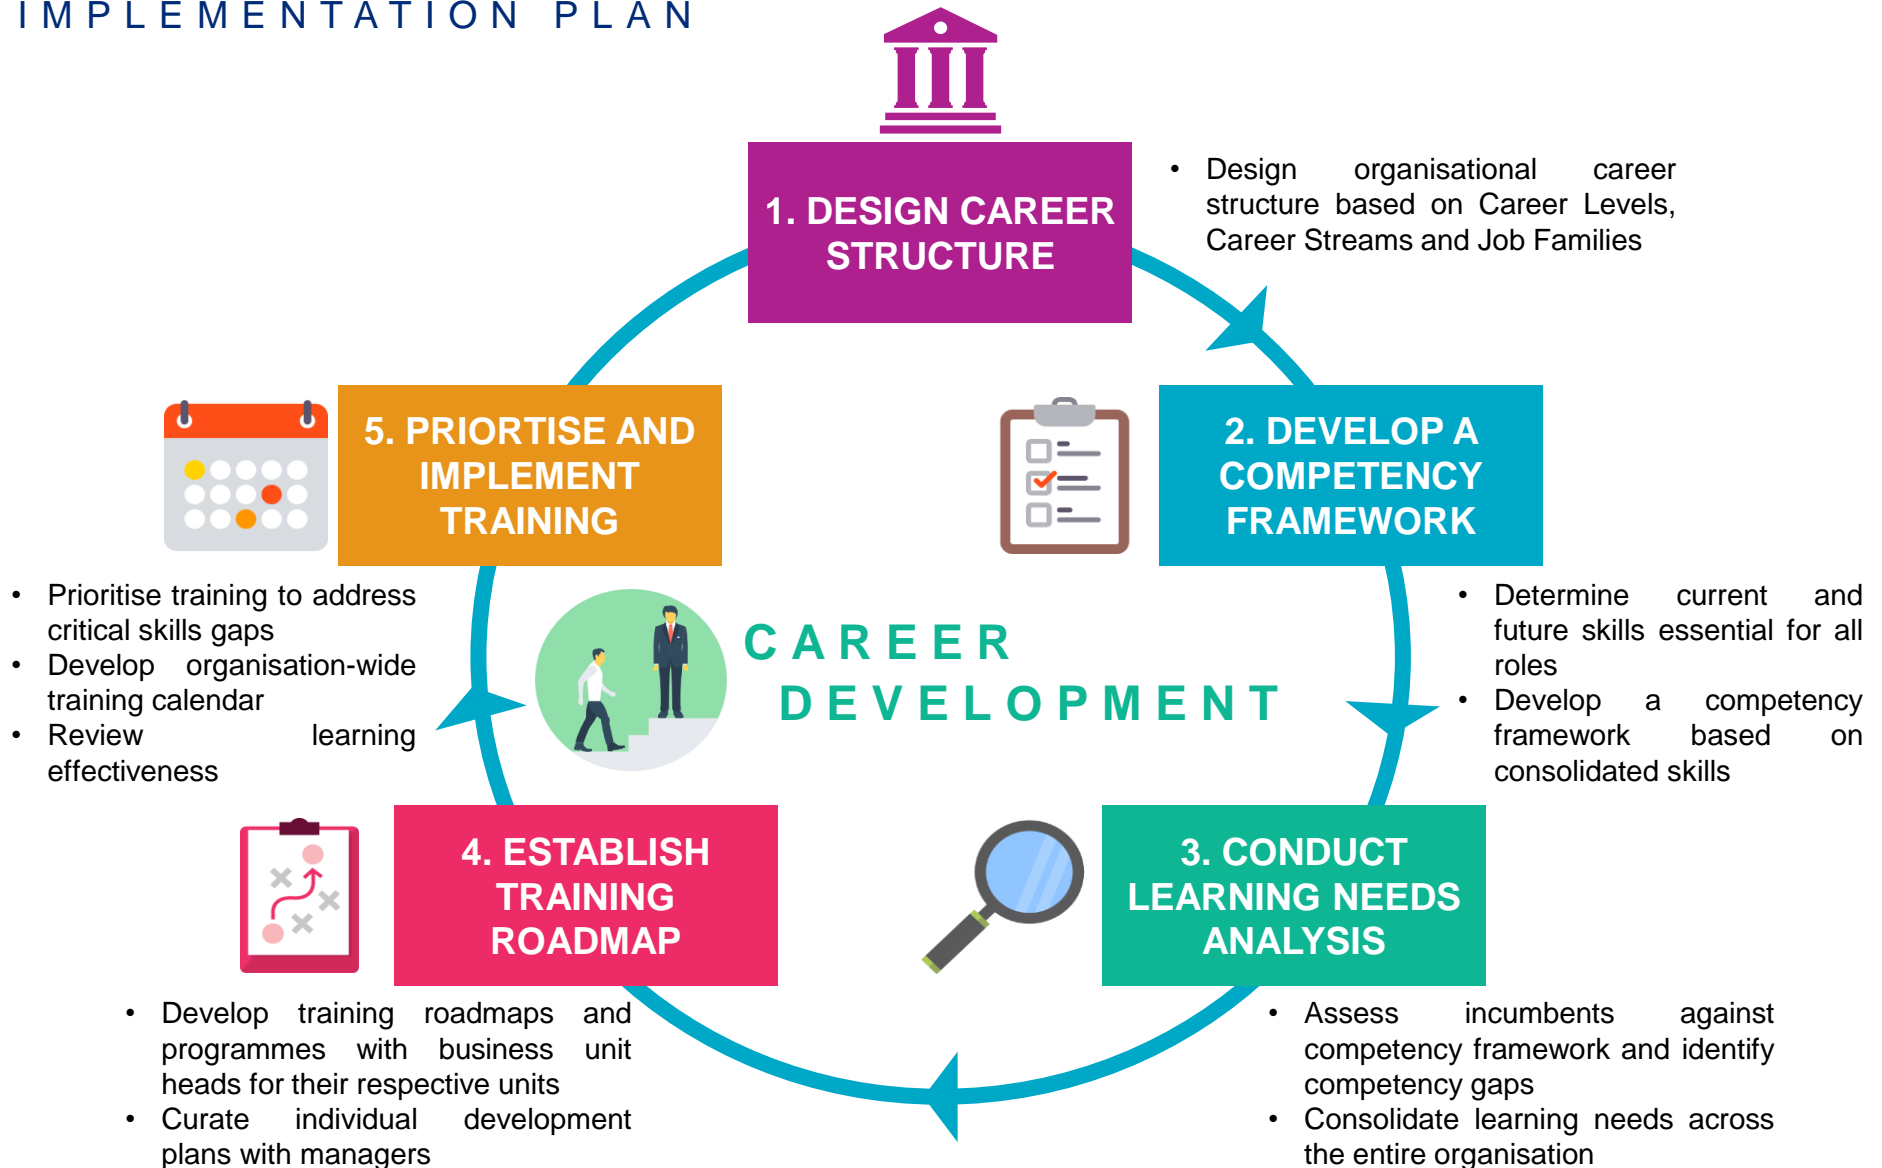 IMPLEMENTATION PLAN
1. DESIGN CAREER
STRUCTURE
• Design organisational career
structure based on Career Levels,
Career Streams and Job Families
2. DEVELOP A
COMPETENCY
FRAMEWORK
• Determine current and
future skills essential for all
roles
• Develop a competency
framework based on
consolidated skills
3. CONDUCT
LEARNING NEEDS
ANALYSIS
• Assess incumbents against
competency framework and identify
competency gaps
• Consolidate learning needs across
the entire organisation
4. ESTABLISH
TRAINING
ROADMAP
• Develop training roadmaps and
programmes with business unit
heads for their respective units
• Curate individual development
plans with managers
5. PRIORTISE AND
IMPLEMENT
TRAINING
• Prioritise training to address
critical skills gaps
• Develop organisation-wide
training calendar
• Review learning
effectiveness
CAREER
DEVELOPMENT